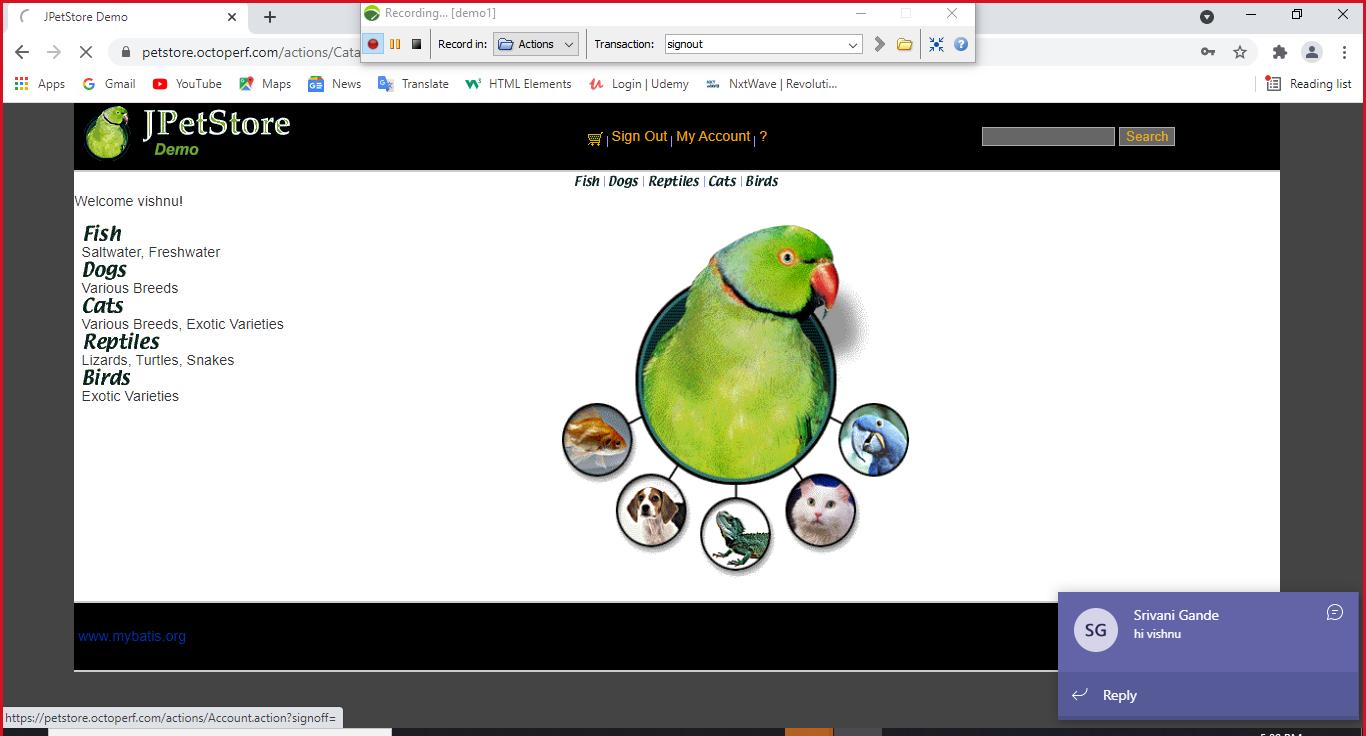 JPetStore Demo
Recording... [demo1]
Record in: Actions Transaction: signout
petstore.octoperf.com/actions/Cata
Apps Gmail YouTube Maps News Translate HTML Elements Login | Udemy NxtWave | Revoluti... Reading list
JPetStore
Demo
Sign Out | My Account | ?
Search
Fish | Dogs | Reptiles | Cats | Birds
Welcome vishnu!
Fish
Saltwater, Freshwater
Dogs
Various Breeds
Cats
Various Breeds, Exotic Varieties
Reptiles
Lizards, Turtles, Snakes
Birds
Exotic Varieties
www.mybatis.org
SG
Srivani Gande
hi vishnu
Reply
https://petstore.octoperf.com/actions/Account.action?signoff=